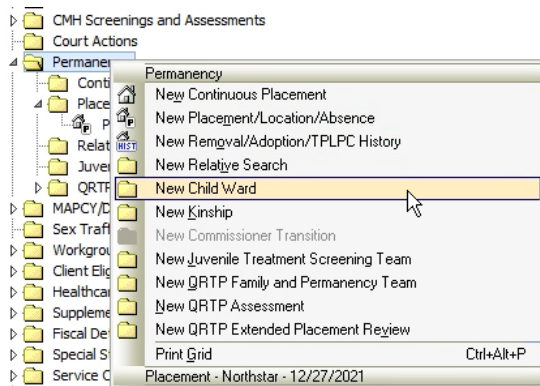 CMH Screenings and Assessments
Court Actions
Permane
Permanency
Conti
New Continuous Placement
Place
New Placement/Location/Absence
P
HIST
New Removal/Adoption/TPLPC History
Relat
New Relative Search
Juver
New Child Ward
QRTF
MAPCY/D
New Kinship
Sex Traff
New Commissioner Transition
Workgrou
New Juvenile Treatment Screening Team
Client Elig
New QRTP Family and Permanency Team
Healthcar
New QRTP Assessment
Suppleme
New QRTP Extended Placement Review
Fiscal De
Special S
Print Grid Ctrl+Alt+P
Service C
Placement - Northstar - 12/27/2021